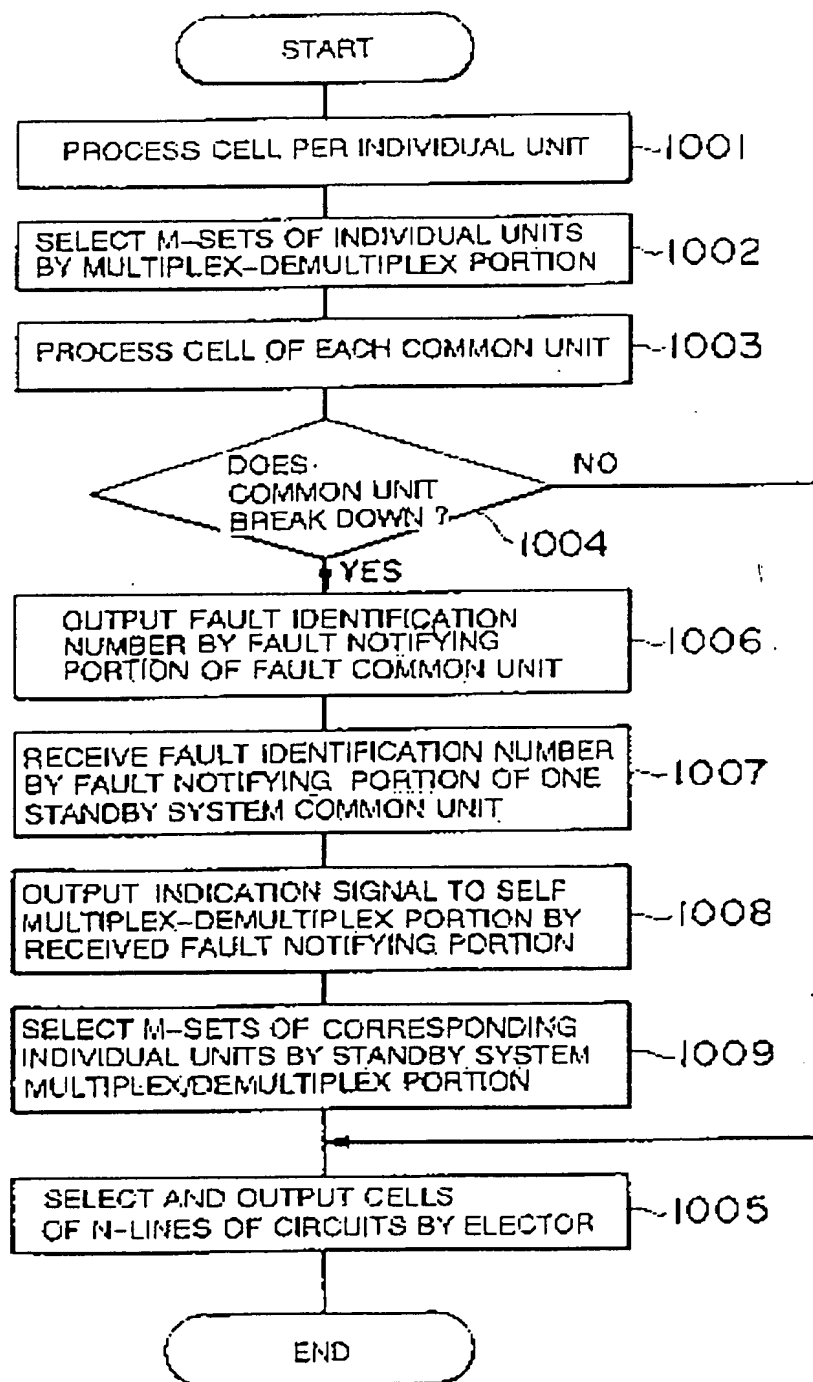 START
PROCESS CELL PER INDIVIDUAL UNIT
1001
SELECT M-SETS OF INDIVIDUAL UNITS
BY MULTIPLEX-DEMULTIPLEX PORTION
1002
PROCESS CELL OF EACH COMMON UNIT
1003
DOES
COMMON UNIT
BREAK DOWN ?
NO
1004
YES
OUTPUT FAULT IDENTIFICATION
NUMBER BY FAULT NOTIFYING
PORTION OF FAULT COMMON UNIT
1006
RECEIVE FAULT IDENTIFICATION NUMBER
BY FAULT NOTIFYING PORTION OF ONE
STANDBY SYSTEM COMMON UNIT
1007
OUTPUT INDICATION SIGNAL TO SELF
MULTIPLEX-DEMULTIPLEX PORTION BY
RECEIVED FAULT NOTIFYING PORTION
1008
SELECT M-SETS OF CORRESPONDING
INDIVIDUAL UNITS BY STANDBY SYSTEM
MULTIPLEX/DEMULTIPLEX PORTION
1009
SELECT AND OUTPUT CELLS
OF N-LINES OF CIRCUITS BY ELECTOR
1005
END